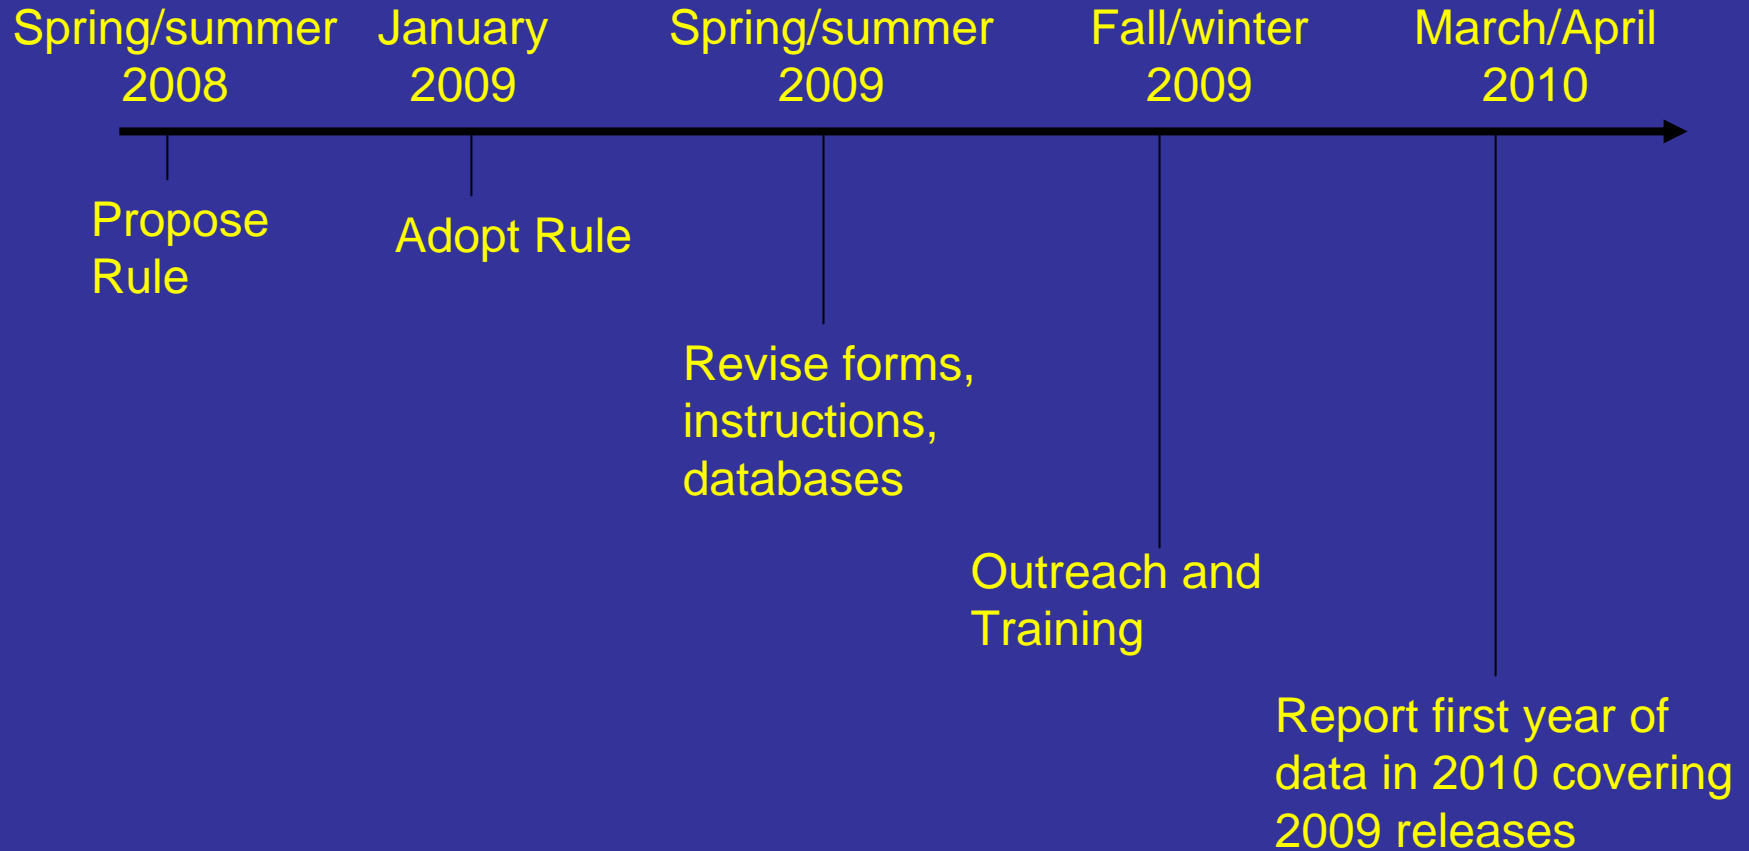 Spring/summer
2008
January
2009
Spring/summer
2009
Fall/winter
2009
March/April
2010
Propose
Rule
Adopt Rule
Revise forms,
instructions,
databases
Outreach and
Training
Report first year of
data in 2010 covering
2009 releases